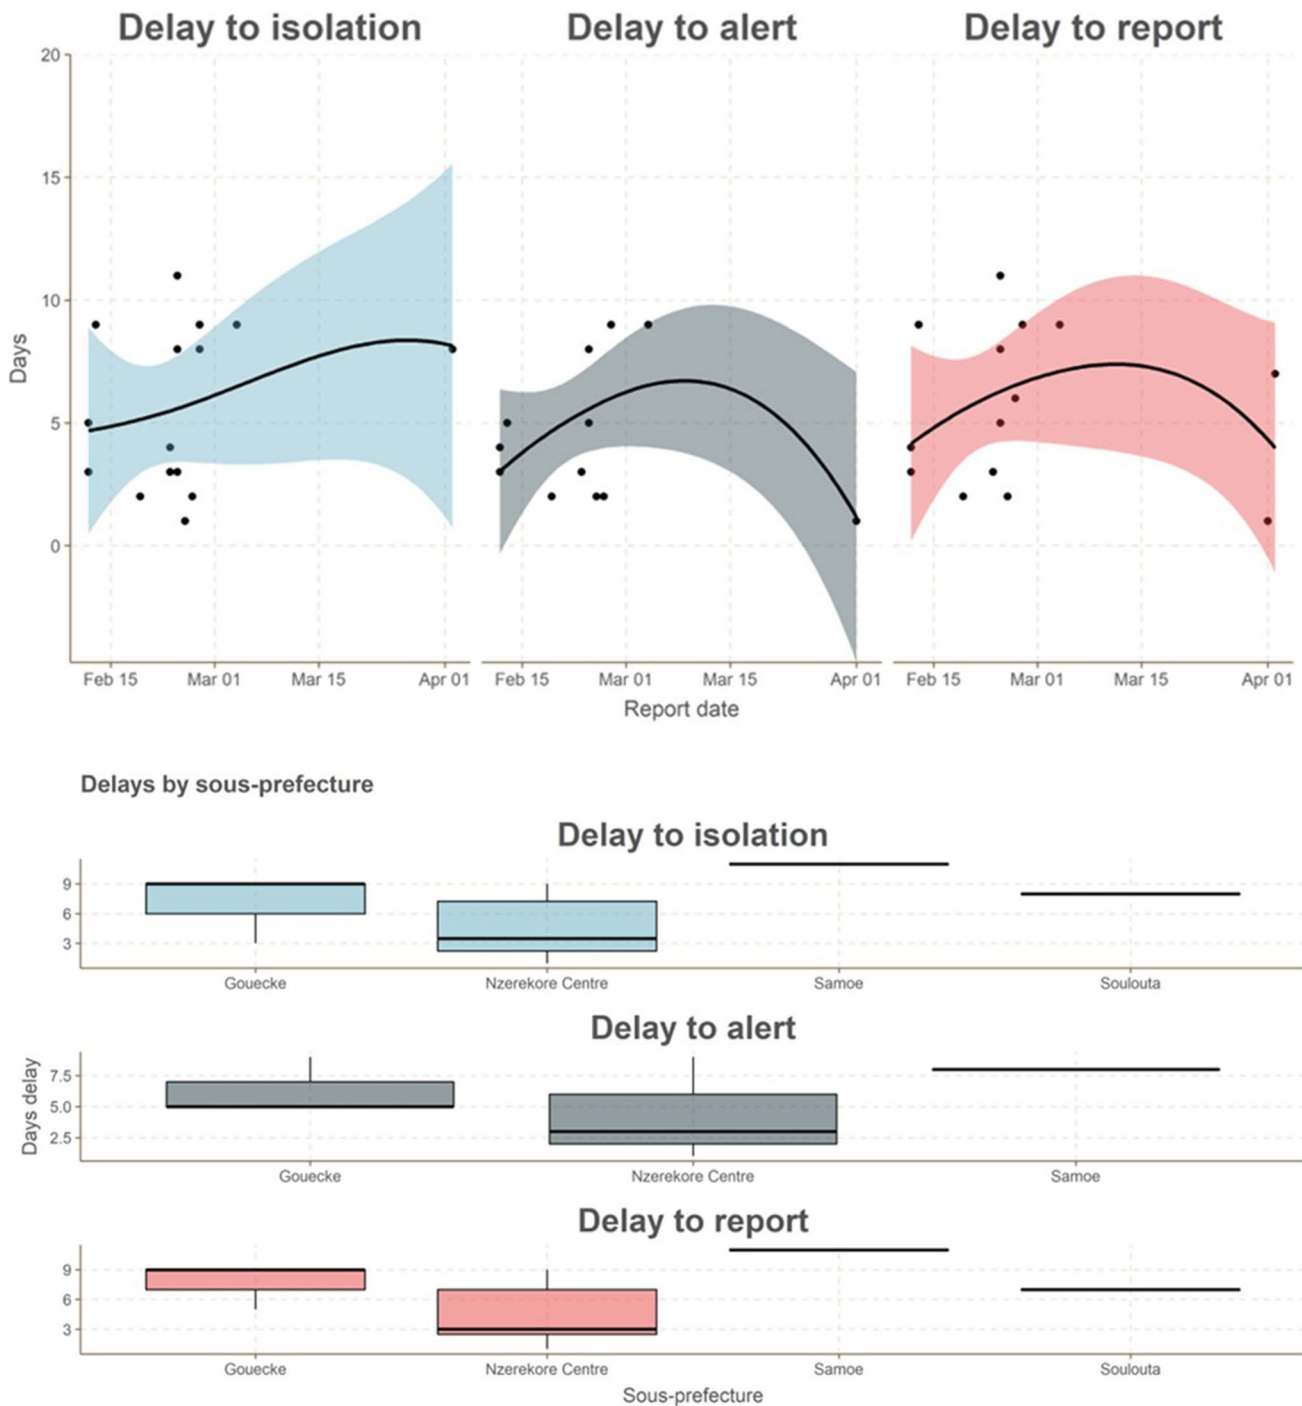 Delay to isolation Delay to alert Delay to report
20
15
10
5
0
Days
Feb 15 Mar 01 Mar 15 Apr 01 Feb 15 Mar 01 Mar 15 Apr 01 Feb 15 Mar 01 Mar 15 Apr 01
Report date
Delays by sous-prefecture
Delay to isolation
9
6
3
Gouecke Nzerekore Centre Samoe Soulouta
Delay to alert
7.5
5.0
2.5
Days delay
Gouecke Nzerekore Centre Samoe
Delay to report
9
6
3
Gouecke Nzerekore Centre Samoe Soulouta
Sous-prefecture